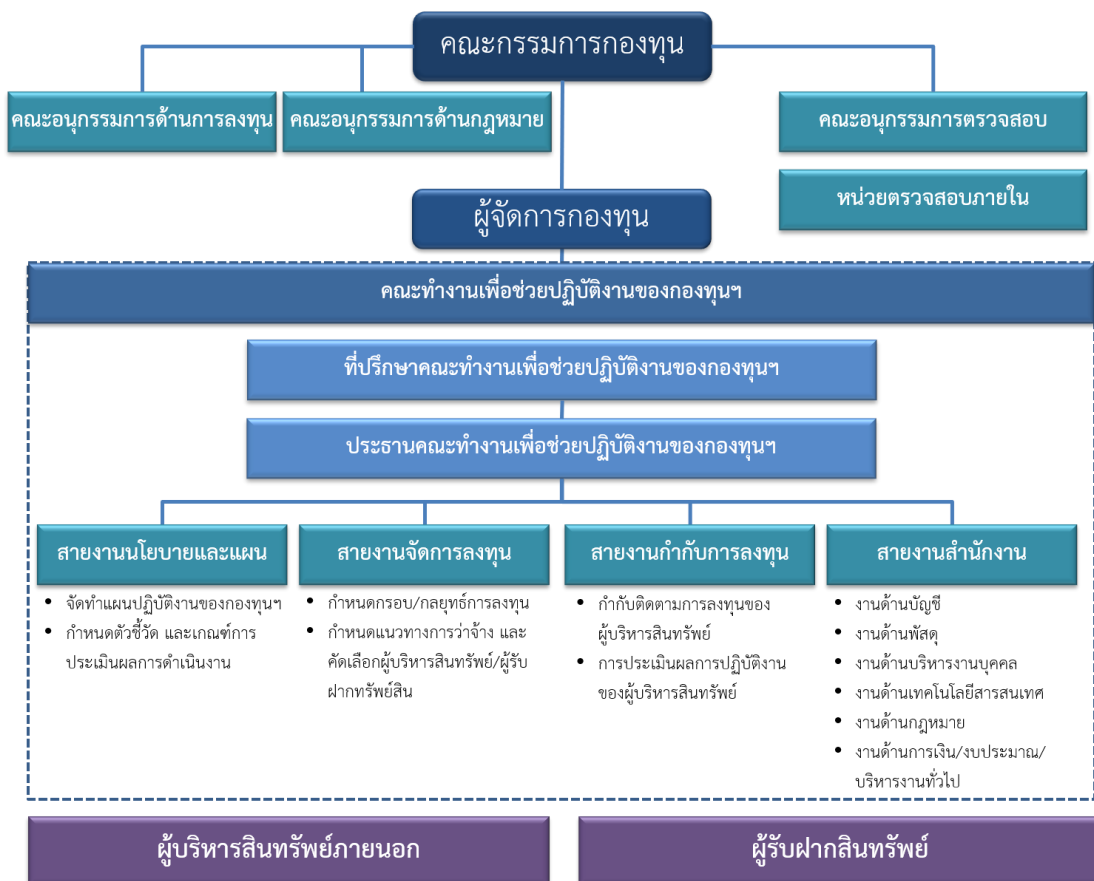 คณะกรรมการกองทุน
คณะอนุกรรมการด้านการลงทุน
คณะอนุกรรมการด้านกฎหมาย
คณะอนุกรรมการตรวจสอบ
หน่วยตรวจสอบภายใน
ผู้จัดการกองทุน
คณะทำงานเพื่อช่วยปฏิบัติงานของกองทุนฯ
ที่ปรึกษาคณะทำงานเพื่อช่วยปฏิบัติงานของกองทุนฯ
ประธานคณะทำงานเพื่อช่วยปฏิบัติงานของกองทุนฯ
สายงานนโยบายและแผน
• จัดทำแผนปฏิบัติงานของกองทุนฯ
• กำหนดตัวชี้วัด และเกณฑ์การ
ประเมินผลการดำเนินงาน
สายงานจัดการลงทุน
• กำหนดกรอบ/กลยุทธ์การลงทุน
• กำหนดแนวทางการว่าจ้าง และ
คัดเลือกผู้บริหารสินทรัพย์/ผู้รับ
ฝากทรัพย์สิน
สายงานกำกับการลงทุน
• กำกับติดตามการลงทุนของ
ผู้บริหารสินทรัพย์
• การประเมินผลการปฏิบัติงาน
ของผู้บริหารสินทรัพย์
สายงานสำนักงาน
• งานด้านบัญชี
• งานด้านพัสดุ
• งานด้านบริหารงานบุคคล
• งานด้านเทคโนโลยีสารสนเทศ
• งานด้านกฎหมาย
• งานด้านการเงิน/งบประมาณ/
บริหารงานทั่วไป
ผู้บริหารสินทรัพย์ภายนอก
ผู้รับฝากสินทรัพย์